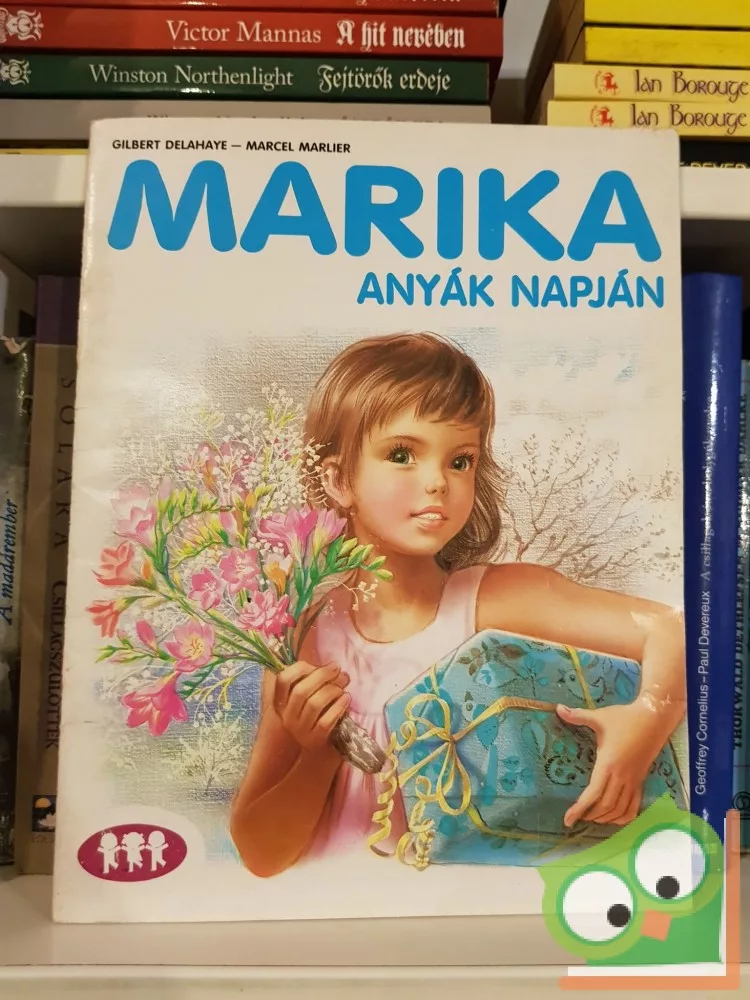 Victor Mannas A hit nevében
Winston Northenlight Fejtörők erdeje
Ian Borouge
Ian Borouge
GILBERT DELAHAYE – MARCEL MARLIER
MARIKA
ANYÁK NAPJÁN
A madárember
SOLARA CSILLAGSZÜLÖTTEK
Geoffrey Cornelius – Paul Devereux